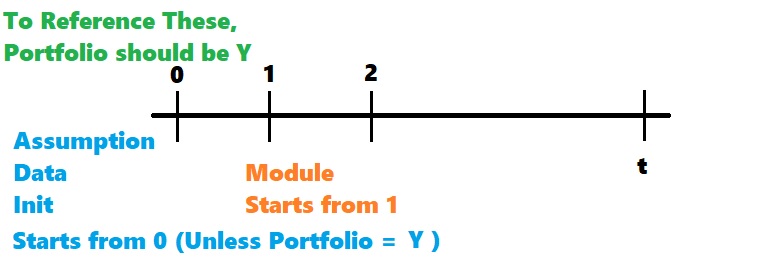 To Reference These,
Portfolio should be Y
0 1 2
Assumption
Data Module t
Init Starts from 1
Starts from 0 (Unless Portfolio = Y )